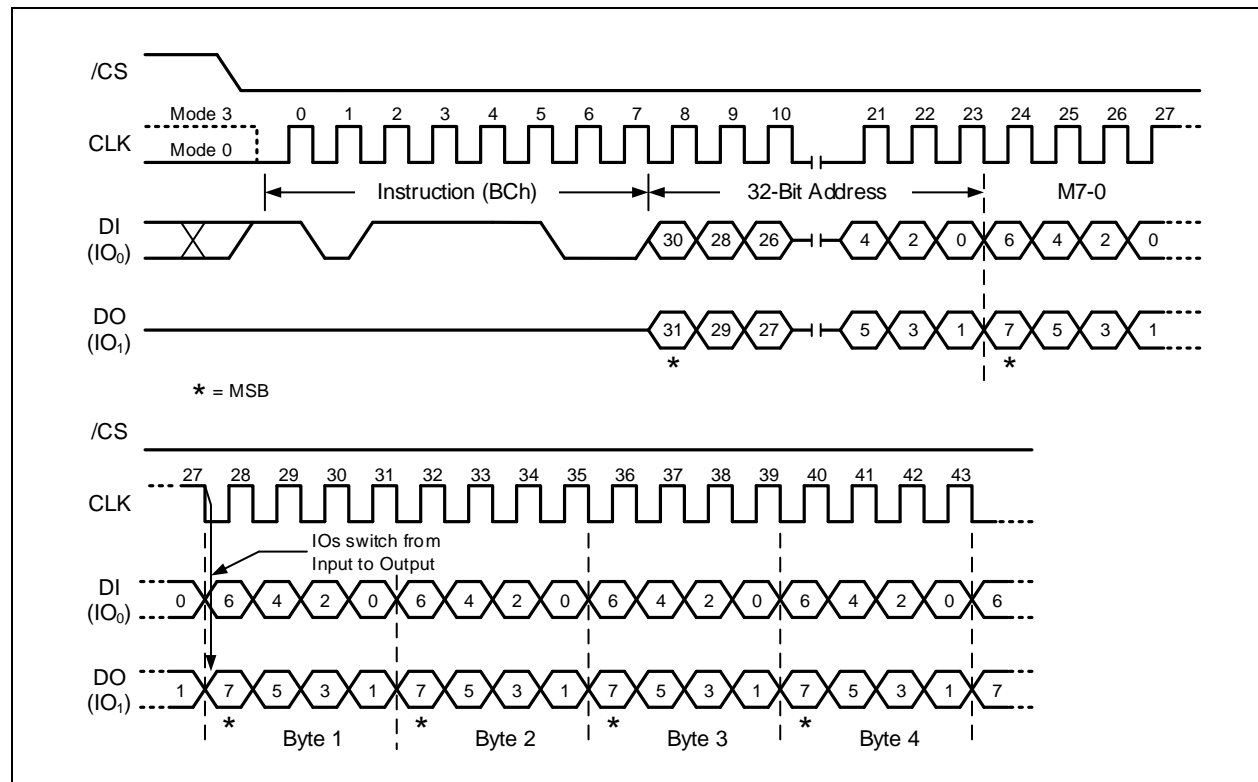 /CS
Mode 3
0 1 2 3 4 5 6 7 8 9 10 21 22 23 24 25 26 27
CLK
Mode 0
Instruction (BCh) 32-Bit Address M7-0
DI
(IO₀)
30 28 26 4 2 0 6 4 2 0
DO
(IO₁)
31 29 27 5 3 1 7 5 3 1
* *
* = MSB
/CS
27 28 29 30 31 32 33 34 35 36 37 38 39 40 41 42 43
CLK
IOs switch from
Input to Output
DI
(IO₀)
0 6 4 2 0 6 4 2 0 6 4 2 0 6 4 2 0 6
DO
(IO₁)
1 7 5 3 1 7 5 3 1 7 5 3 1 7 5 3 1 7
* * * *
Byte 1 Byte 2 Byte 3 Byte 4